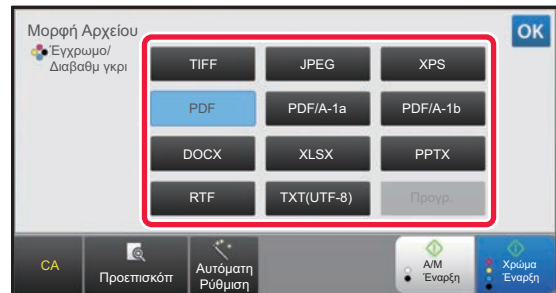 Μορφή Αρχείου
OK
Έγχρωμο/
Διαβαθμ γκρι
TIFF JPEG XPS
PDF PDF/A-1a PDF/A-1b
DOCX XLSX PPTX
RTF TXT(UTF-8) Προγρ.
CA
Προεπισκόπ
Αυτόματη
Ρύθμιση
Α/Μ
Έναρξη
Χρώμα
Έναρξη